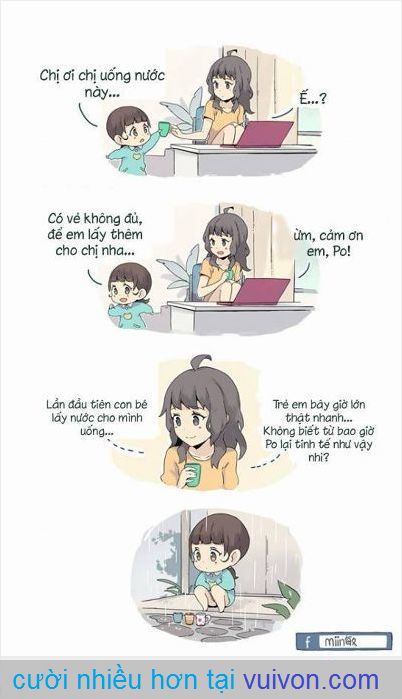 Chị ơi chị uống nước
này...
Ế...?
Có vẻ không đủ,
để em lấy thêm
cho chị nha...
ừm, cảm ơn
em, Po!
Lần đầu tiên con bé
lấy nước cho mình
uống...
Trẻ em bây giờ lớn
thật nhanh...
Không biết từ bao giờ
Po lại tinh tế như vậy
nhỉ?
f miinar
cười nhiều hơn tại vuivon.com